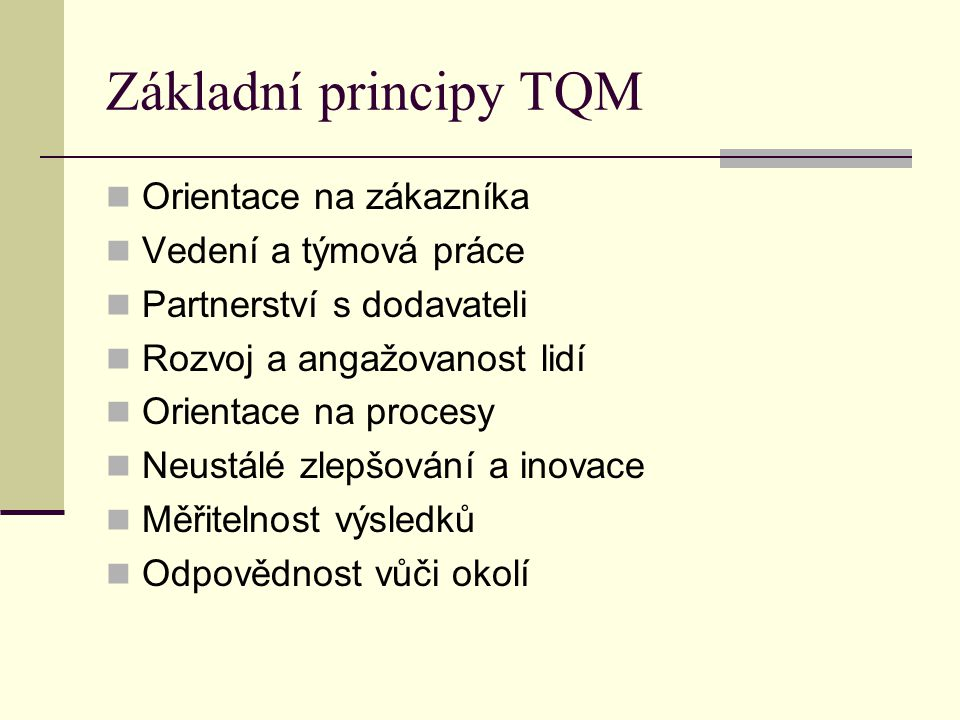 Základní principy TQM
Orientace na zákazníka
Vedení a týmová práce
Partnerství s dodavateli
Rozvoj a angažovanost lidí
Orientace na procesy
Neustálé zlepšování a inovace
Měřitelnost výsledků
Odpovědnost vůči okolí